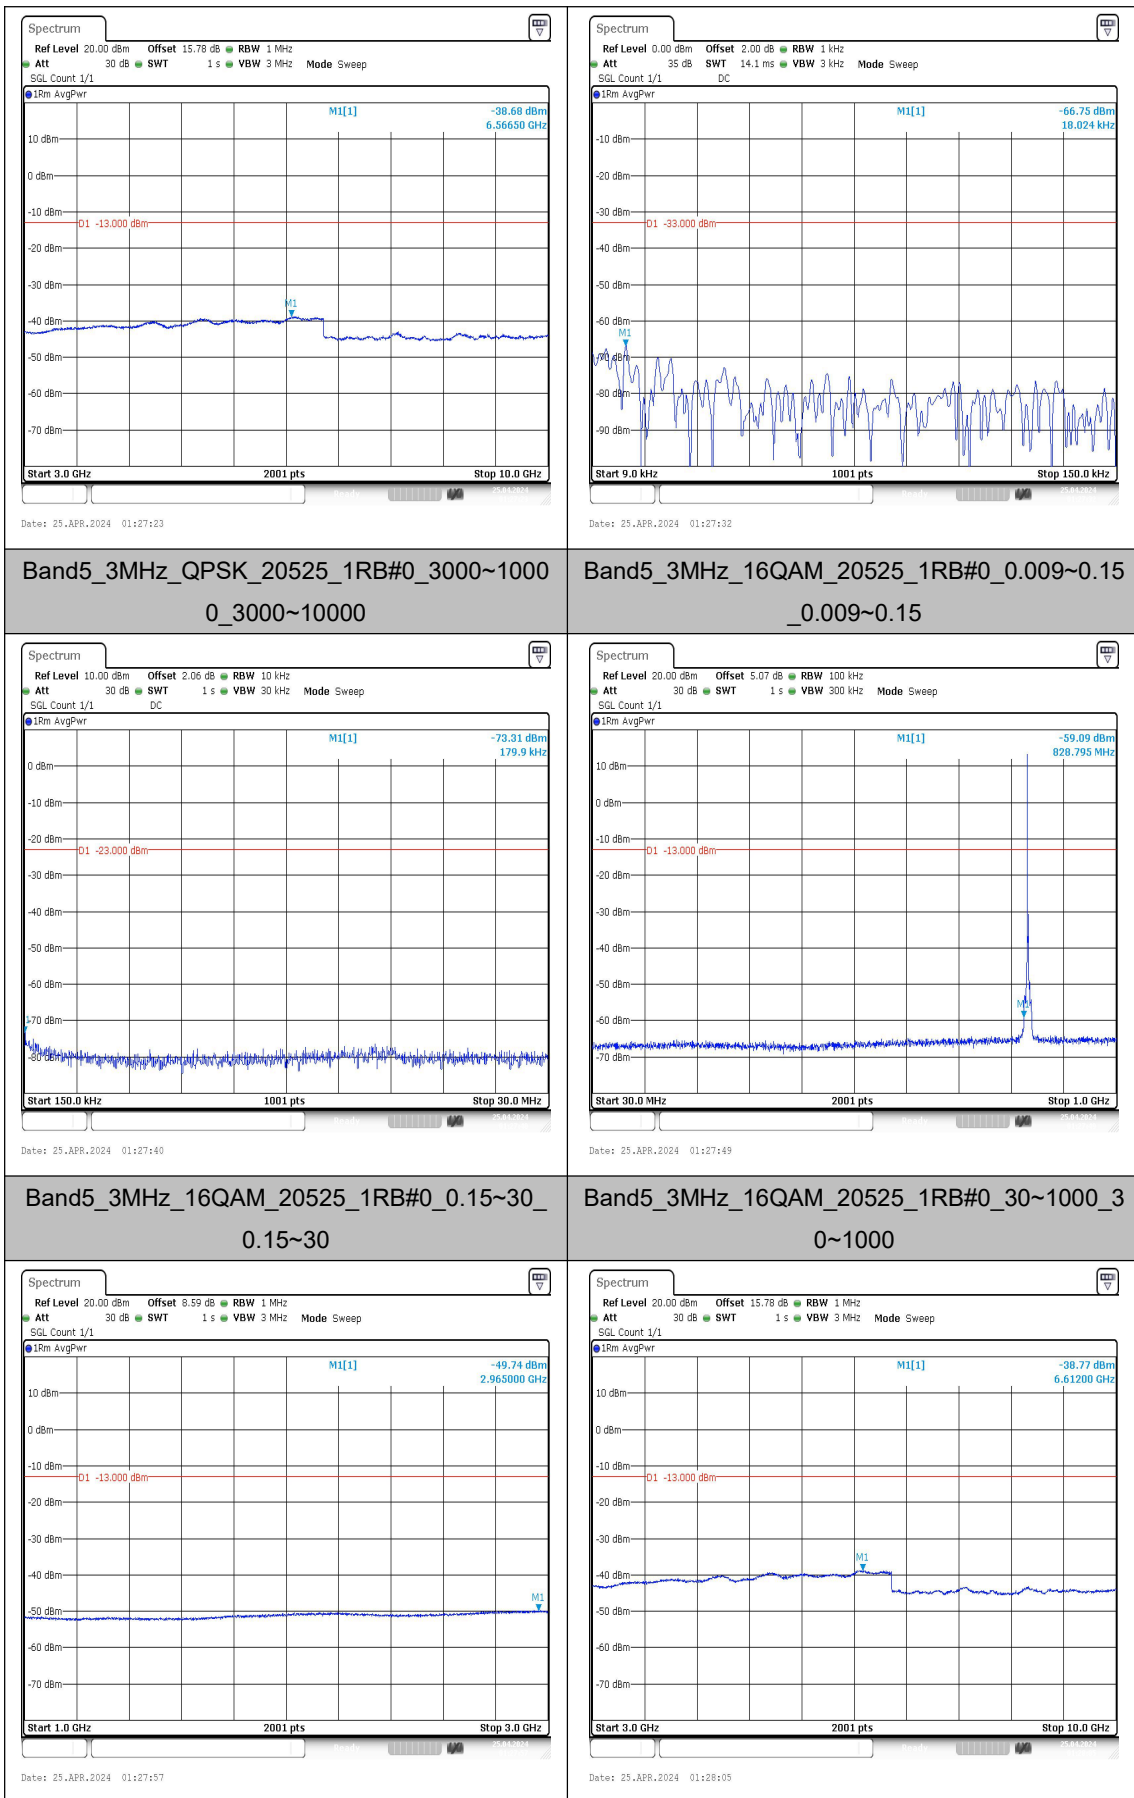 Spectrum
Ref Level 20.00 dBm Offset 15.78 dB RBW 1 MHz
Att 30 dB SWT 1 s VBW 3 MHz Mode Sweep
SGL Count 1/1
1Rm AvgPwr
M1[1] -38.68 dBm
6.56650 GHz
10 dBm
0 dBm
-10 dBm
D1 -13.000 dBm
-20 dBm
-30 dBm
M1
-40 dBm
-50 dBm
-60 dBm
-70 dBm
Start 3.0 GHz 2001 pts Stop 10.0 GHz
Date: 25.APR.2024 01:27:23
Spectrum
Ref Level 0.00 dBm Offset 2.00 dB RBW 1 kHz
Att 35 dB SWT 14.1 ms VBW 3 kHz Mode Sweep
SGL Count 1/1 DC
1Rm AvgPwr
M1[1] -66.75 dBm
18.024 kHz
-10 dBm
-20 dBm
-30 dBm
D1 -33.000 dBm
-40 dBm
-50 dBm
-60 dBm
M1
-70 dBm
-80 dBm
-90 dBm
Start 9.0 kHz 1001 pts Stop 150.0 kHz
Date: 25.APR.2024 01:27:32
Band5_3MHz_QPSK_20525_1RB#0_3000~1000
0_3000~10000
Band5_3MHz_16QAM_20525_1RB#0_0.009~0.15
_0.009~0.15
Spectrum
Ref Level 10.00 dBm Offset 2.06 dB RBW 10 kHz
Att 30 dB SWT 1 s VBW 30 kHz Mode Sweep
SGL Count 1/1 DC
1Rm AvgPwr
M1[1] -73.31 dBm
179.9 kHz
0 dBm
-10 dBm
-20 dBm
D1 -23.000 dBm
-30 dBm
-40 dBm
-50 dBm
-60 dBm
-70 dBm
-80 dBm
Start 150.0 kHz 1001 pts Stop 30.0 MHz
Date: 25.APR.2024 01:27:40
Spectrum
Ref Level 20.00 dBm Offset 5.07 dB RBW 100 kHz
Att 30 dB SWT 1 s VBW 300 kHz Mode Sweep
SGL Count 1/1
1Rm AvgPwr
M1[1] -59.09 dBm
828.795 MHz
10 dBm
0 dBm
-10 dBm
D1 -13.000 dBm
-20 dBm
-30 dBm
-40 dBm
-50 dBm
M1
-60 dBm
-70 dBm
Start 30.0 MHz 2001 pts Stop 1.0 GHz
Date: 25.APR.2024 01:27:49
Band5_3MHz_16QAM_20525_1RB#0_0.15~30_
0.15~30
Band5_3MHz_16QAM_20525_1RB#0_30~1000_3
0~1000
Spectrum
Ref Level 20.00 dBm Offset 8.59 dB RBW 1 MHz
Att 30 dB SWT 1 s VBW 3 MHz Mode Sweep
SGL Count 1/1
1Rm AvgPwr
M1[1] -49.74 dBm
2.965000 GHz
10 dBm
0 dBm
-10 dBm
D1 -13.000 dBm
-20 dBm
-30 dBm
-40 dBm
M1
-50 dBm
-60 dBm
-70 dBm
Start 1.0 GHz 2001 pts Stop 3.0 GHz
Date: 25.APR.2024 01:27:57
Spectrum
Ref Level 20.00 dBm Offset 15.78 dB RBW 1 MHz
Att 30 dB SWT 1 s VBW 3 MHz Mode Sweep
SGL Count 1/1
1Rm AvgPwr
M1[1] -38.77 dBm
6.61200 GHz
10 dBm
0 dBm
-10 dBm
D1 -13.000 dBm
-20 dBm
-30 dBm
M1
-40 dBm
-50 dBm
-60 dBm
-70 dBm
Start 3.0 GHz 2001 pts Stop 10.0 GHz
Date: 25.APR.2024 01:28:05